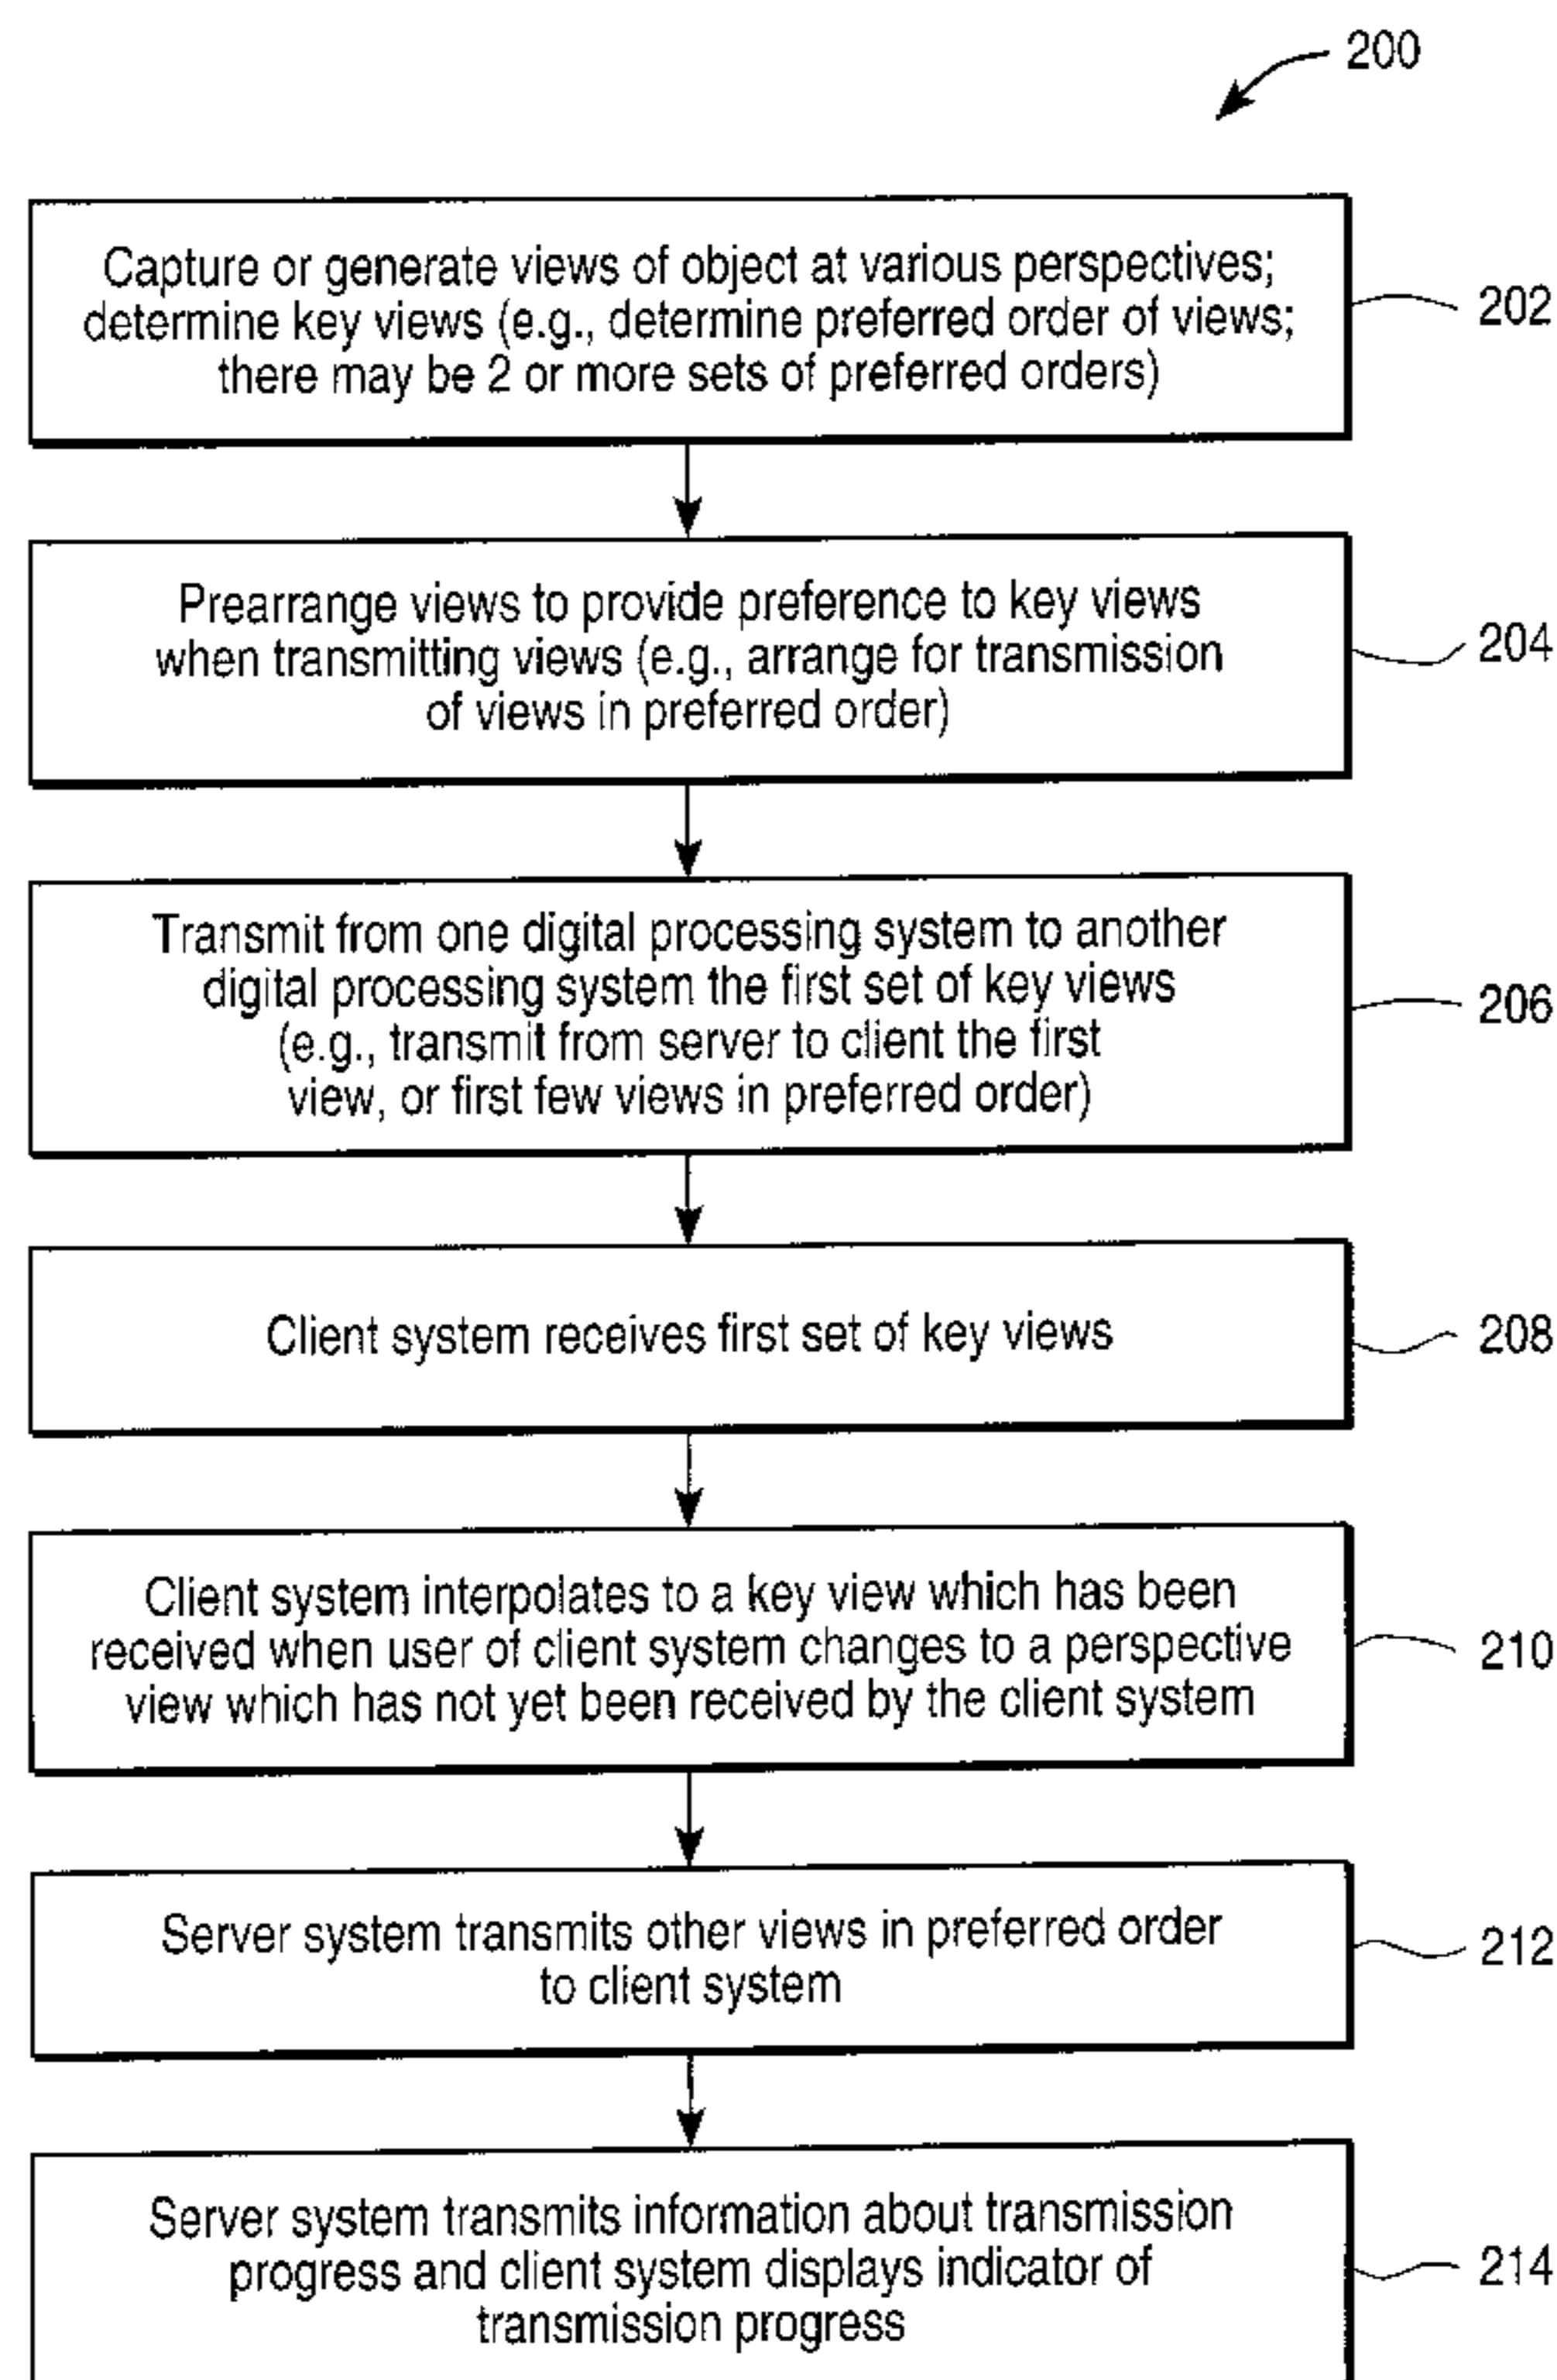 200
Capture or generate views of object at various perspectives;
determine key views (e.g., determine preferred order of views;
there may be 2 or more sets of preferred orders)
202
Prearrange views to provide preference to key views
when transmitting views (e.g., arrange for transmission
of views in preferred order)
204
Transmit from one digital processing system to another
digital processing system the first set of key views
(e.g., transmit from server to client the first
view, or first few views in preferred order)
206
Client system receives first set of key views
208
Client system interpolates to a key view which has been
received when user of client system changes to a perspective
view which has not yet been received by the client system
210
Server system transmits other views in preferred order
to client system
212
Server system transmits information about transmission
progress and client system displays indicator of
transmission progress
214